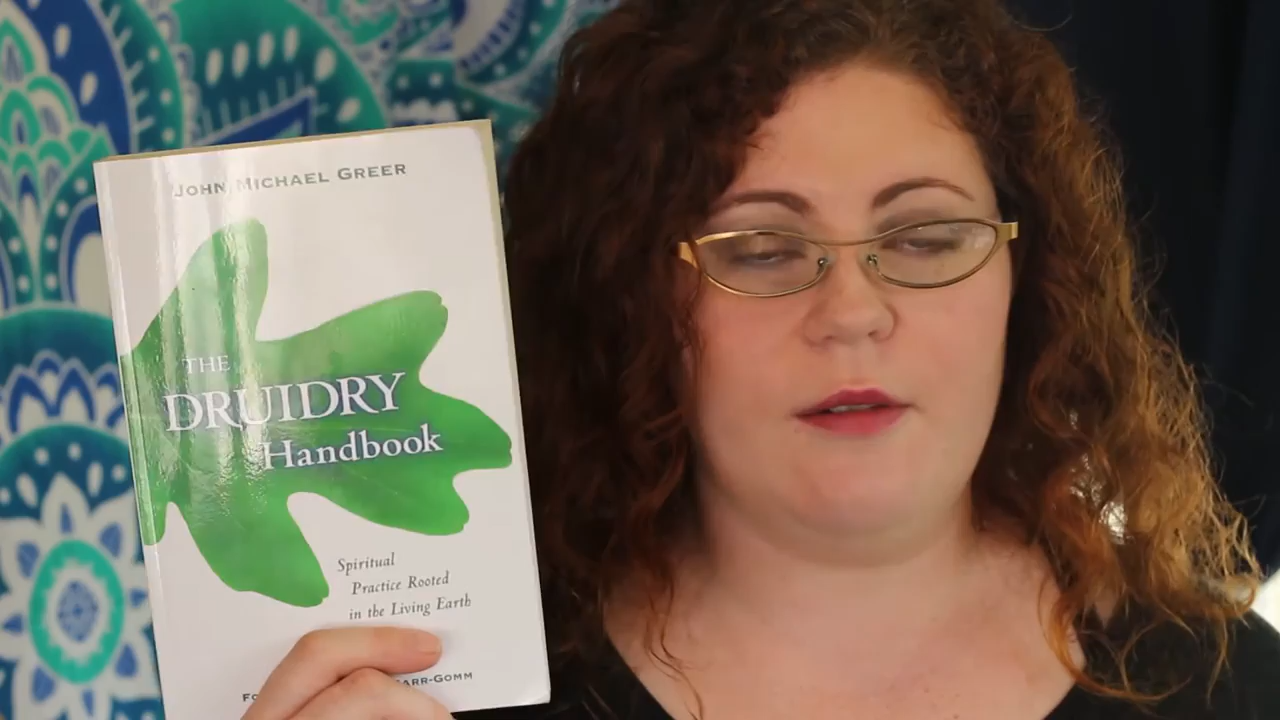 JOHN MICHAEL GREER
THE
DRUIDRY
Handbook
Spiritual
Practice Rooted
in the Living Earth